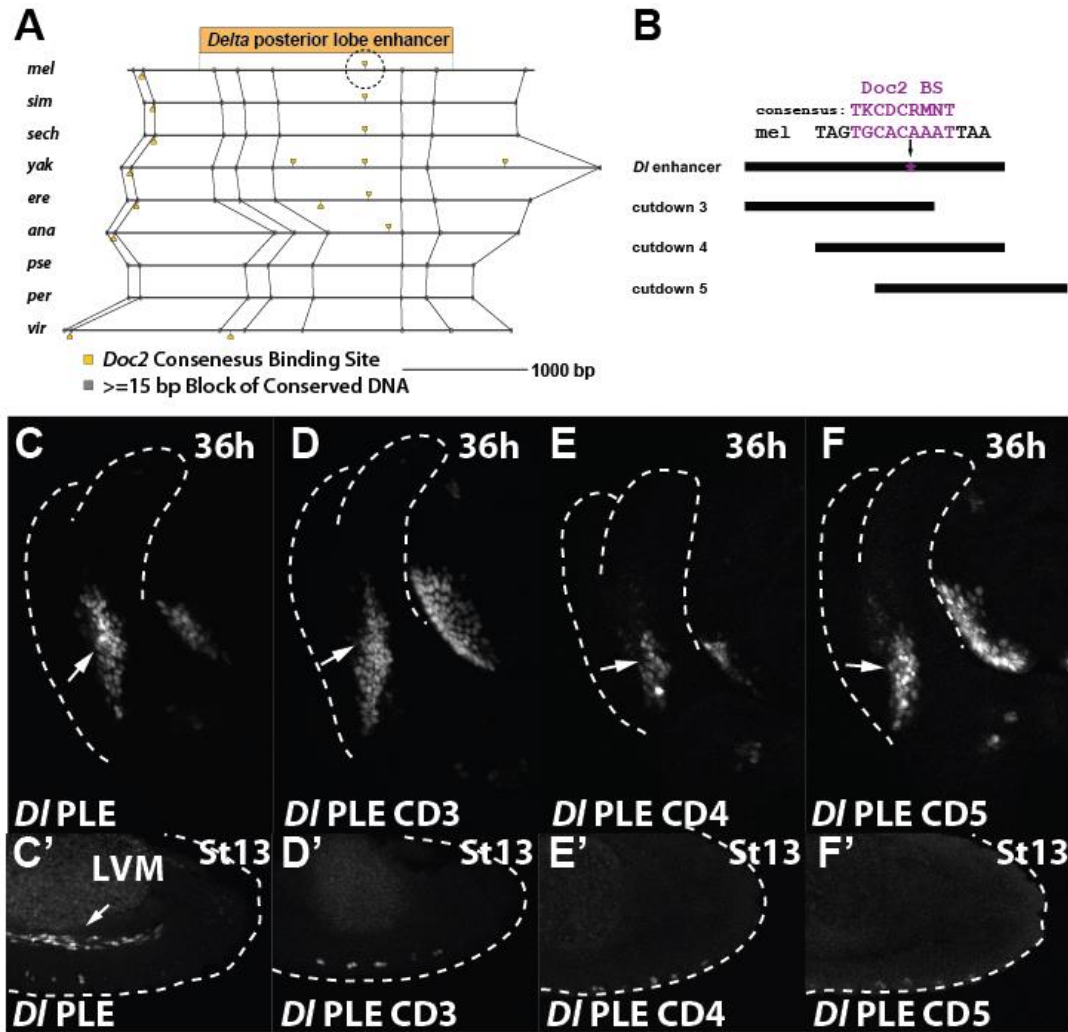 A
Delta posterior lobe enhancer
mel
sim
sech
yak
ere
ana
pse
per
vir
Doc2 Consenesus Binding Site
>=15 bp Block of Conserved DNA
1000 bp
B
Doc2 BS
consensus: TKCDCRMNT
mel TAGTGCACAAATTAA
Dl enhancer
cutdown 3
cutdown 4
cutdown 5
C 36h
Dl PLE
D 36h
Dl PLE CD3
E 36h
Dl PLE CD4
F 36h
Dl PLE CD5
C' St13
LVM
Dl PLE
D' St13
Dl PLE CD3
E' St13
Dl PLE CD4
F' St13
Dl PLE CD5